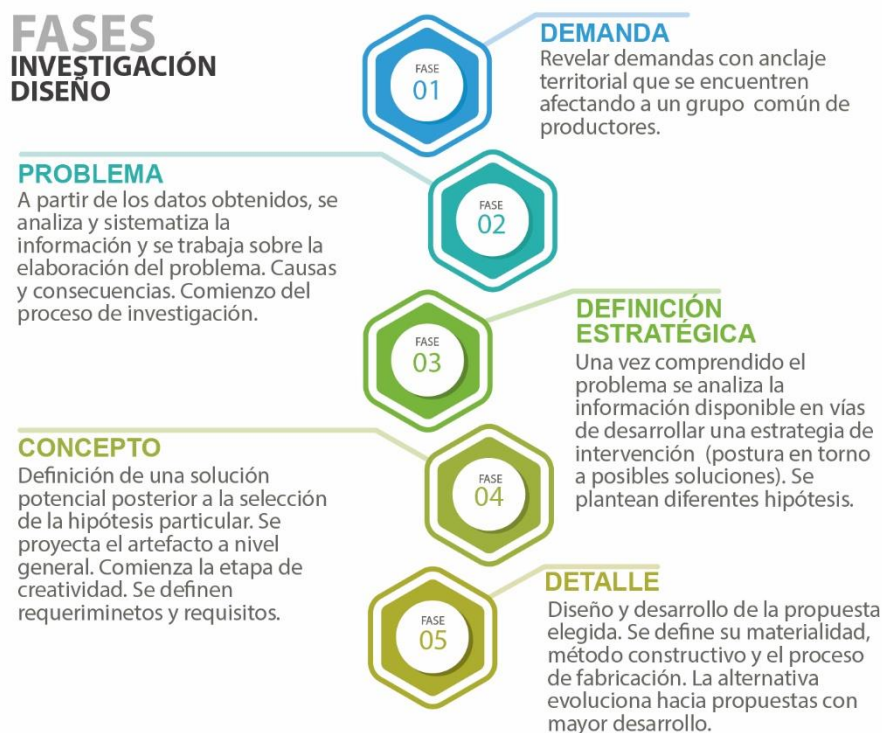 FASES
INVESTIGACIÓN
DISEÑO
FASE
01
DEMANDA
Revelar demandas con anclaje
territorial que se encuentren
afectando a un grupo común de
productores.
PROBLEMA
A partir de los datos obtenidos, se
analiza y sistematiza la
información y se trabaja sobre la
elaboración del problema. Causas
y consecuencias. Comienzo del
proceso de investigación.
FASE
02
FASE
03
DEFINICIÓN
ESTRATÉGICA
Una vez comprendido el
problema se analiza la
información disponible en vías
de desarrollar una estrategia de
intervención (postura en torno
a posibles soluciones). Se
plantean diferentes hipótesis.
CONCEPTO
Definición de una solución
potencial posterior a la selección
de la hipótesis particular. Se
proyecta el artefacto a nivel
general. Comienza la etapa de
creatividad. Se definen
requeriminetos y requisitos.
FASE
04
FASE
05
DETALLE
Diseño y desarrollo de la propuesta
elegida. Se define su materialidad,
método constructivo y el proceso
de fabricación. La alternativa
evoluciona hacia propuestas con
mayor desarrollo.